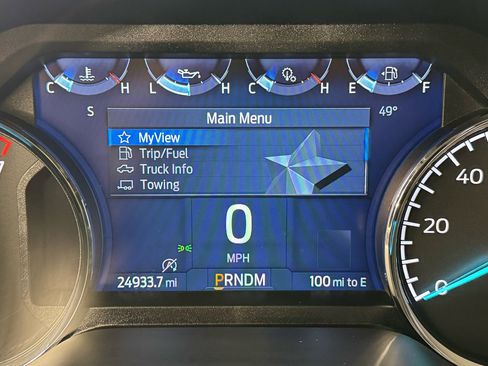 C H L H C H E F
S 49°
Main Menu
MyView
Trip/Fuel
Truck Info
Towing
0
MPH
24933.7 mi PRNDM 100 mi to E
40
20
0